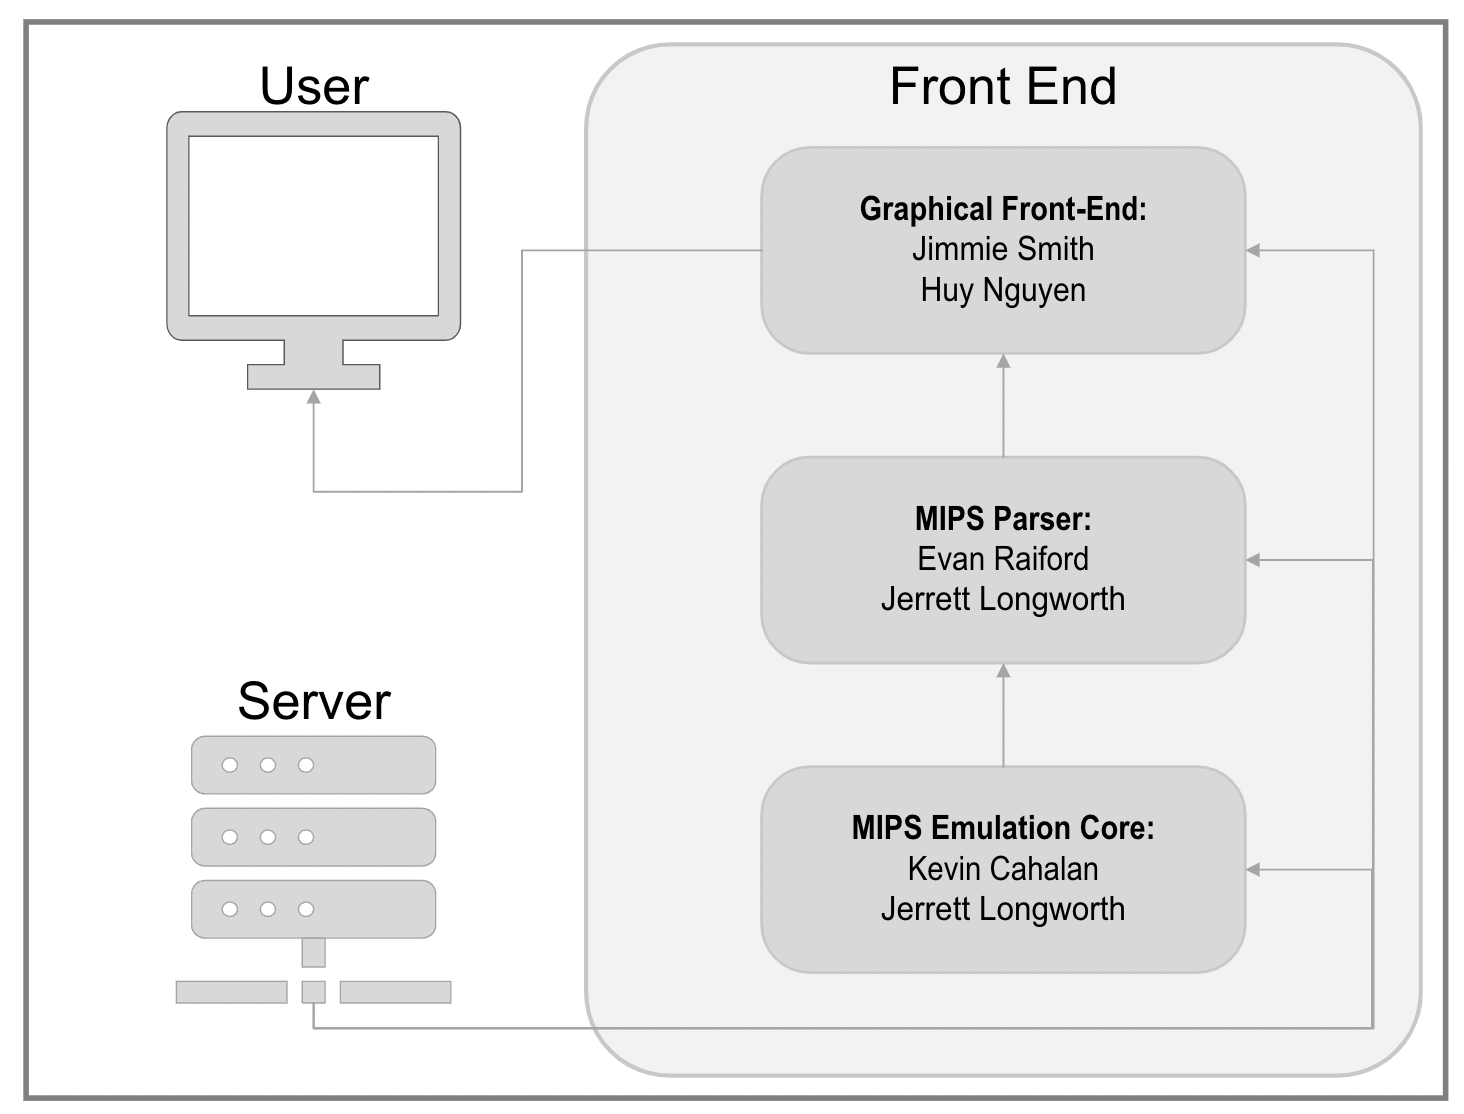 User
Front End
Graphical Front-End:
Jimmie Smith
Huy Nguyen
MIPS Parser:
Evan Raiford
Jerrett Longworth
Server
MIPS Emulation Core:
Kevin Cahalan
Jerrett Longworth